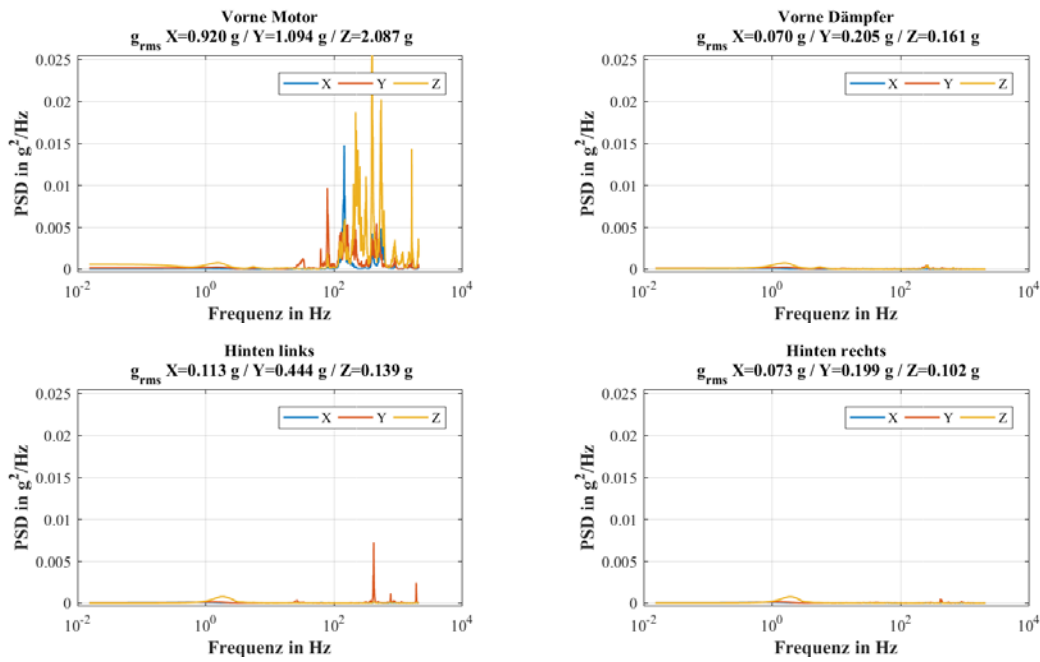 Vorne Motor
g_rms X=0.920 g / Y=1.094 g / Z=2.087 g
0.025
0.02
0.015
0.01
0.005
0
PSD in g²/Hz
X Y Z
10⁻² 10⁰ 10² 10⁴
Frequenz in Hz
Vorne Dämpfer
g_rms X=0.070 g / Y=0.205 g / Z=0.161 g
0.025
0.02
0.015
0.01
0.005
0
PSD in g²/Hz
X Y Z
10⁻² 10⁰ 10² 10⁴
Frequenz in Hz
Hinten links
g_rms X=0.113 g / Y=0.444 g / Z=0.139 g
0.025
0.02
0.015
0.01
0.005
0
PSD in g²/Hz
X Y Z
10⁻² 10⁰ 10² 10⁴
Frequenz in Hz
Hinten rechts
g_rms X=0.073 g / Y=0.199 g / Z=0.102 g
0.025
0.02
0.015
0.01
0.005
0
PSD in g²/Hz
X Y Z
10⁻² 10⁰ 10² 10⁴
Frequenz in Hz